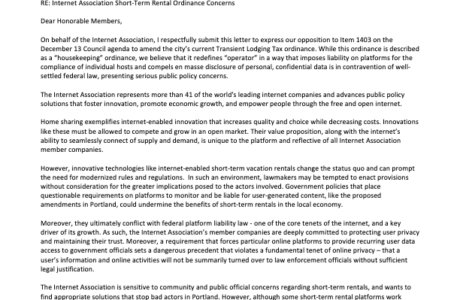 RE: Internet Association Short-Term Rental Ordinance Concerns
Dear Honorable Members,
On behalf of the Internet Association, I respectfully submit this letter to express our opposition to Item 1403 on the
December 13 Council agenda to amend the city's current Transient Lodging Tax ordinance. While this ordinance is described
as a "housekeeping" ordinance, we believe that it redefines "operator" in a way that imposes liability on platforms for the
compliance of individual hosts and compels en masse disclosure of personal, confidential data is in contravention of well-
settled federal law, presenting serious public policy concerns.
The Internet Association represents more than 41 of the world's leading internet companies and advances public policy
solutions that foster innovation, promote economic growth, and empower people through the free and open internet.
Home sharing exemplifies internet-enabled innovation that increases quality and choice while decreasing costs. Innovations
like these must be allowed to compete and grow in an open market. Their value proposition, along with the internet's
ability to seamlessly connect of supply and demand, is unique to the platform and reflective of all Internet Association
member companies.
However, innovative technologies like internet-enabled short-term vacation rentals change the status quo and can prompt
the need for modernized rules and regulations. In such an environment, lawmakers may be tempted to enact provisions
without consideration for the greater implications posed to the actors involved. Government policies that place
questionable requirements on platforms to monitor and be liable for user-generated content, like the proposed
amendments in Portland, could undermine the benefits of short-term rentals in the local economy.
Moreover, they ultimately conflict with federal platform liability law - one of the core tenets of the internet, and a key
driver of its growth. As such, the Internet Association's member companies are deeply committed to protecting user privacy
and maintaining their trust. Moreover, a requirement that forces particular online platforms to provide recurring user data
access to government officials sets a dangerous precedent that violates a fundamental tenet of online privacy – that a
user's information and online activities will not be summarily turned over to law enforcement officials without sufficient
legal justification.
The Internet Association is sensitive to community and public official concerns regarding short-term rentals, and wants to
find appropriate solutions that stop bad actors in Portland. However, although some short-term rental platforms work